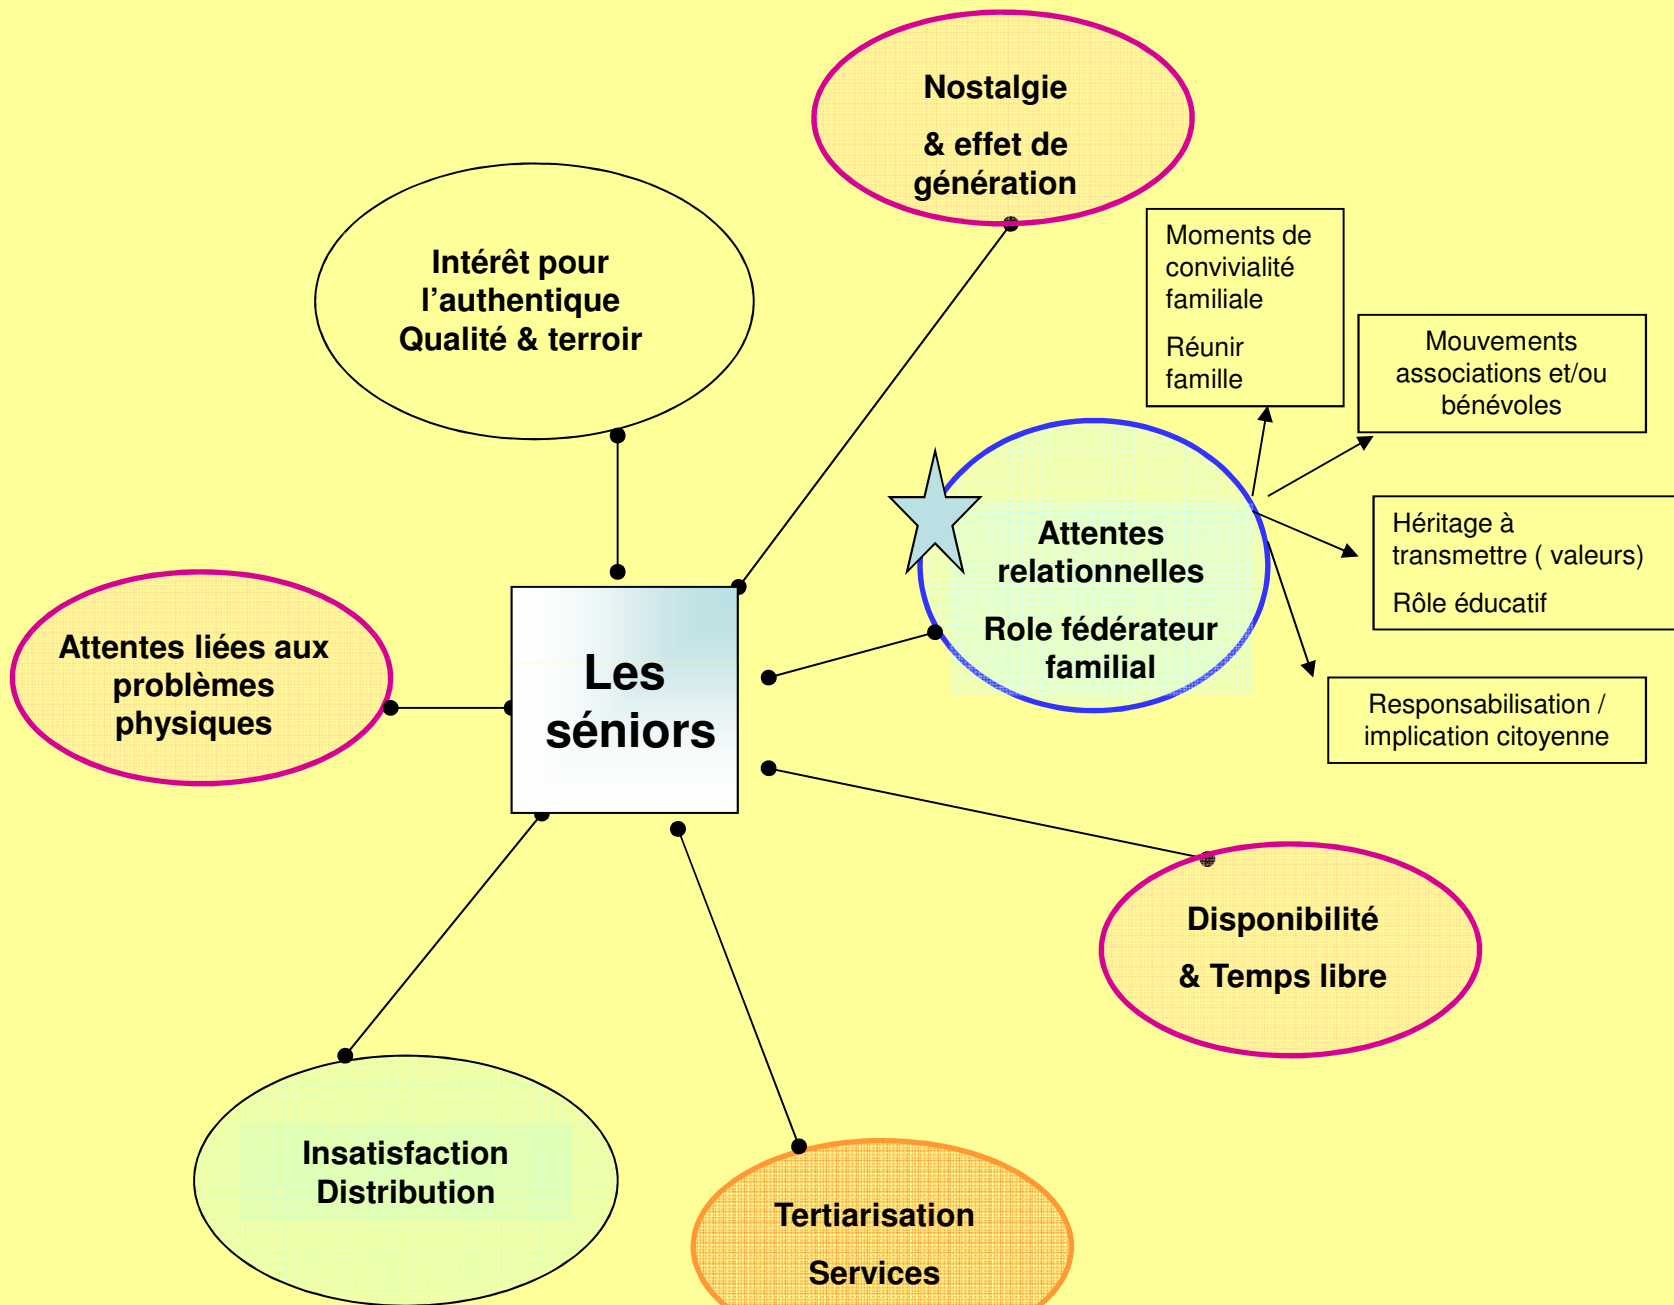 Nostalgie
& effet de
génération
Intérêt pour
l’authentique
Qualité & terroir
Moments de
convivialité
familiale
Réunir
famille
Mouvements
associations et/ou
bénévoles
Attentes
relationnelles
Role fédérateur
familial
Héritage à
transmettre ( valeurs)
Rôle éducatif
Attentes liées aux
problèmes
physiques
Les
séniors
Responsabilisation /
implication citoyenne
Disponibilité
& Temps libre
Insatisfaction
Distribution
Tertiarisation
Services